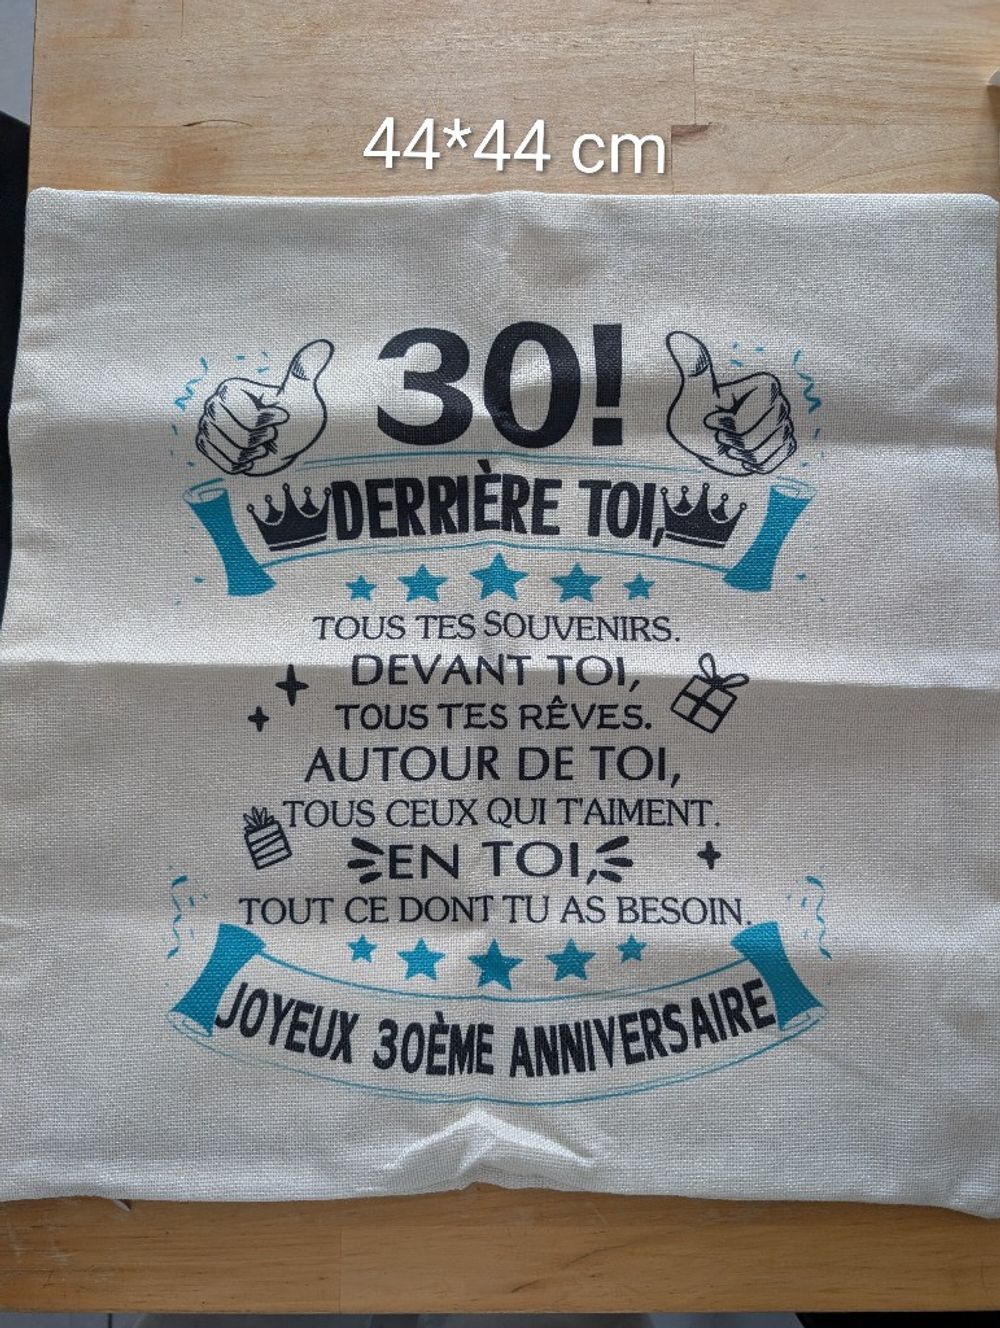 44*44 cm
30!
DERRIÈRE TOI,
TOUS TES SOUVENIRS.
DEVANT TOI,
TOUS TES RÊVES.
AUTOUR DE TOI,
TOUS CEUX QUI T'AIMENT.
EN TOI,
TOUT CE DONT TU AS BESOIN.
JOYEUX 30ÈME ANNIVERSAIRE